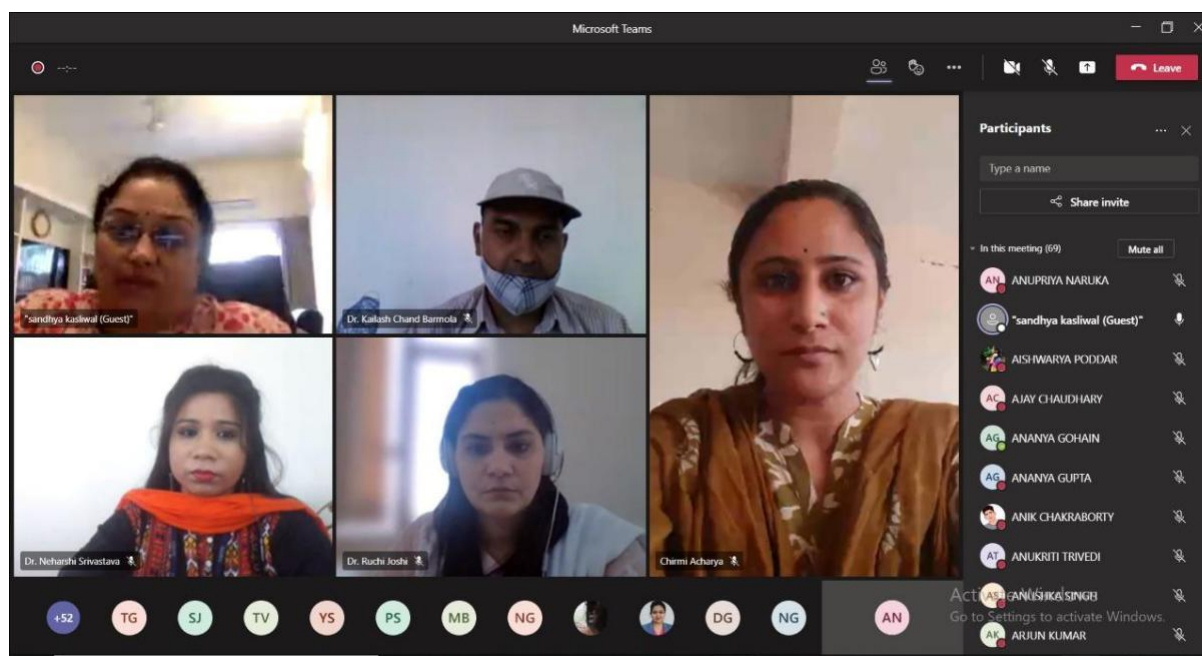 Microsoft Teams
--:--
Leave
"sandhya kasliwal (Guest)"
Dr. Kailash Chand Barmola
Dr. Neharshi Srivastava
Dr. Ruchi Joshi
Chirmi Acharya
+52
TG
SJ
TV
YS
PS
MB
NG
DG
NG
AN
Participants
Type a name
Share invite
In this meeting (69)
Mute all
AN ANUPRIYA NARUKA
"sandhya kasliwal (Guest)"
AISHWARYA PODDAR
AC AJAY CHAUDHARY
AG ANANYA GOHAIN
AG ANANYA GUPTA
ANIK CHAKRABORTY
AT ANUKRITI TRIVEDI
AS ANUSHKA SINGH
AK ARJUN KUMAR
Activate Windows
Go to Settings to activate Windows.